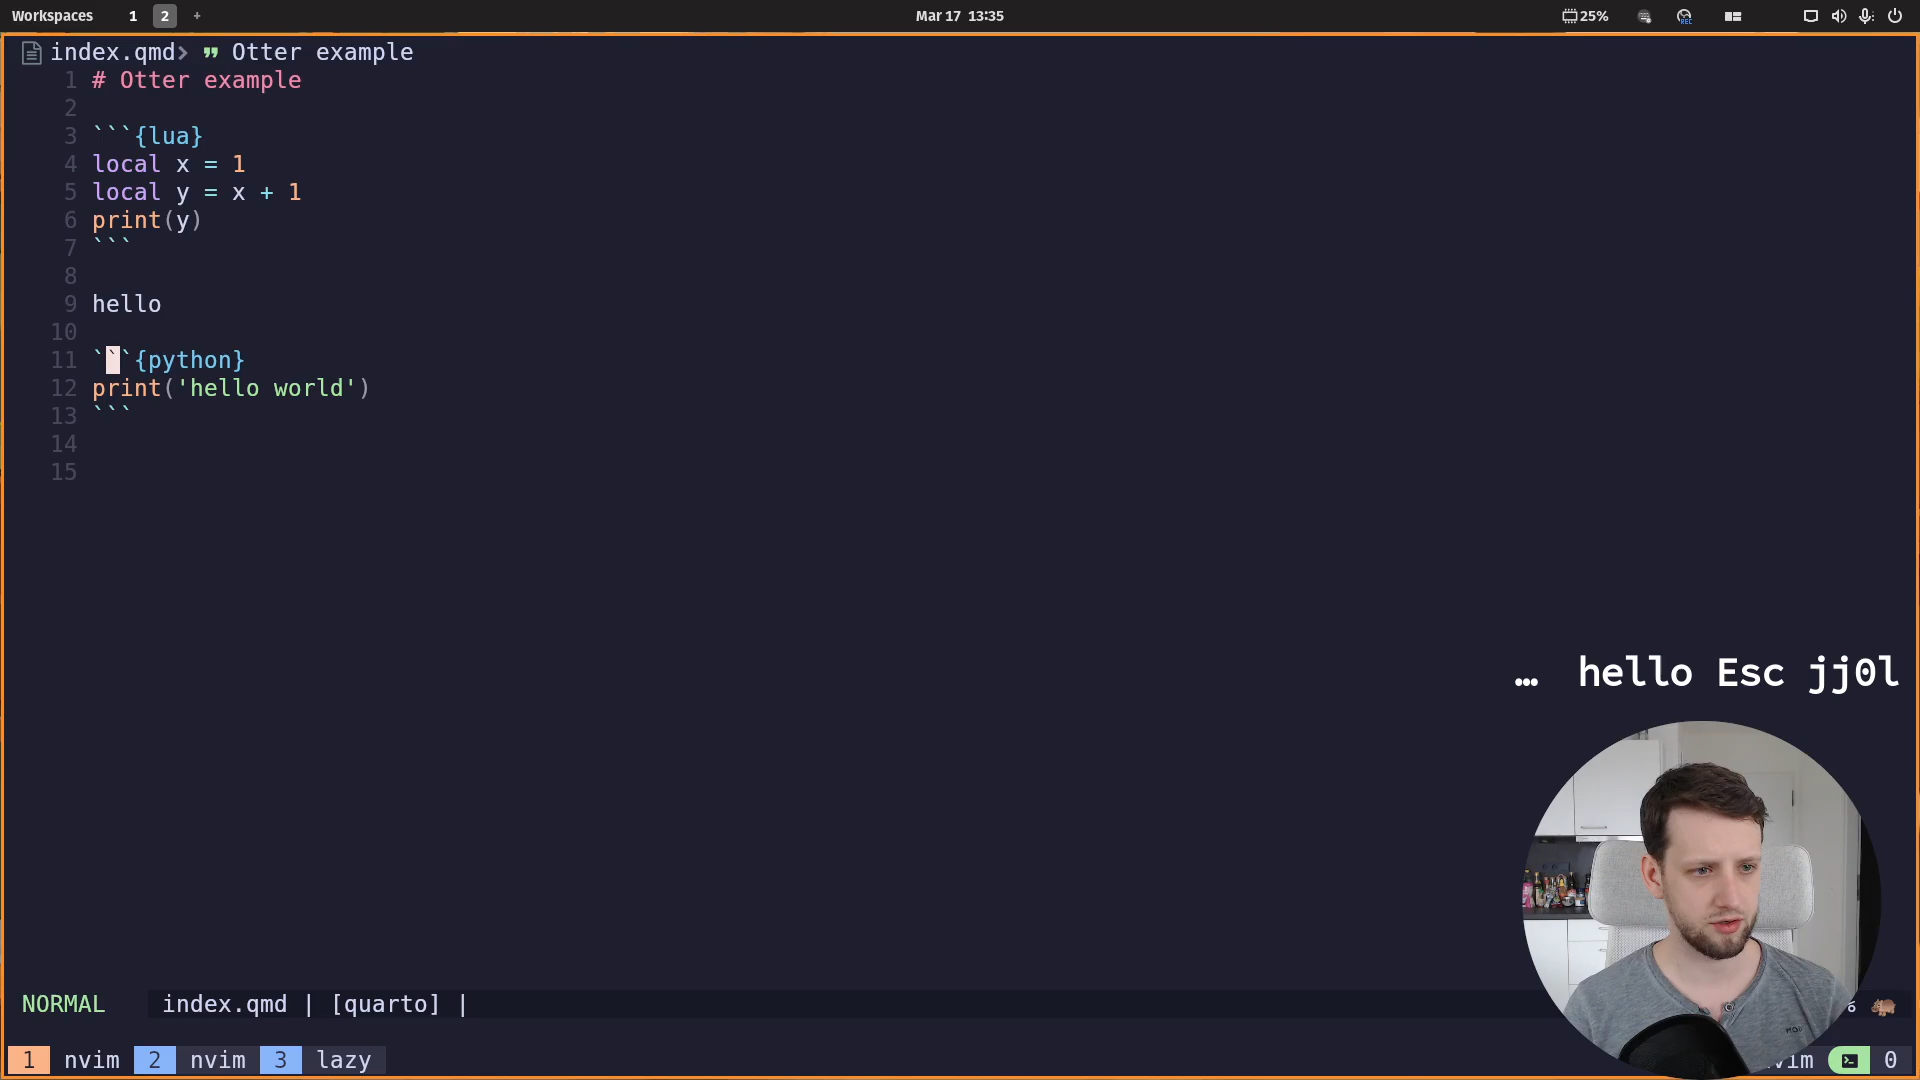 Workspaces 1 2 + Mar 17 13:35 25% REC
index.qmd> Otter example
1 # Otter example
2
3 ```{lua}
4 local x = 1
5 local y = x + 1
6 print(y)
7 ```
8
9 hello
10
11 ```{python}
12 print('hello world')
13 ```
14
15
… hello Esc jj0l
NORMAL index.qmd | [quarto] |
1 nvim 2 nvim 3 lazy 0